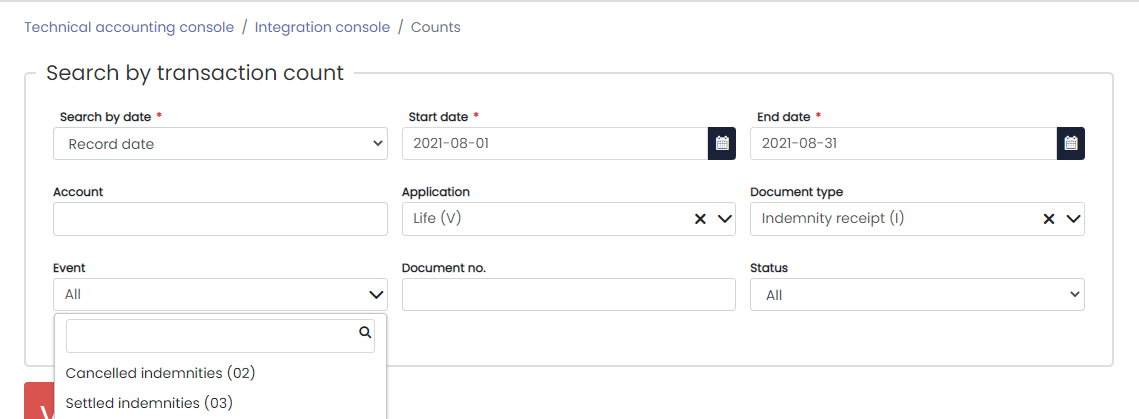 Technical accounting console / Integration console / Counts
Search by transaction count
Search by date * Start date * End date *
Record date 2021-08-01 2021-08-31
Account Application Document type
Life (V) Indemnity receipt (I)
Event Document no. Status
All All
Cancelled indemnities (02)
Settled indemnities (03)